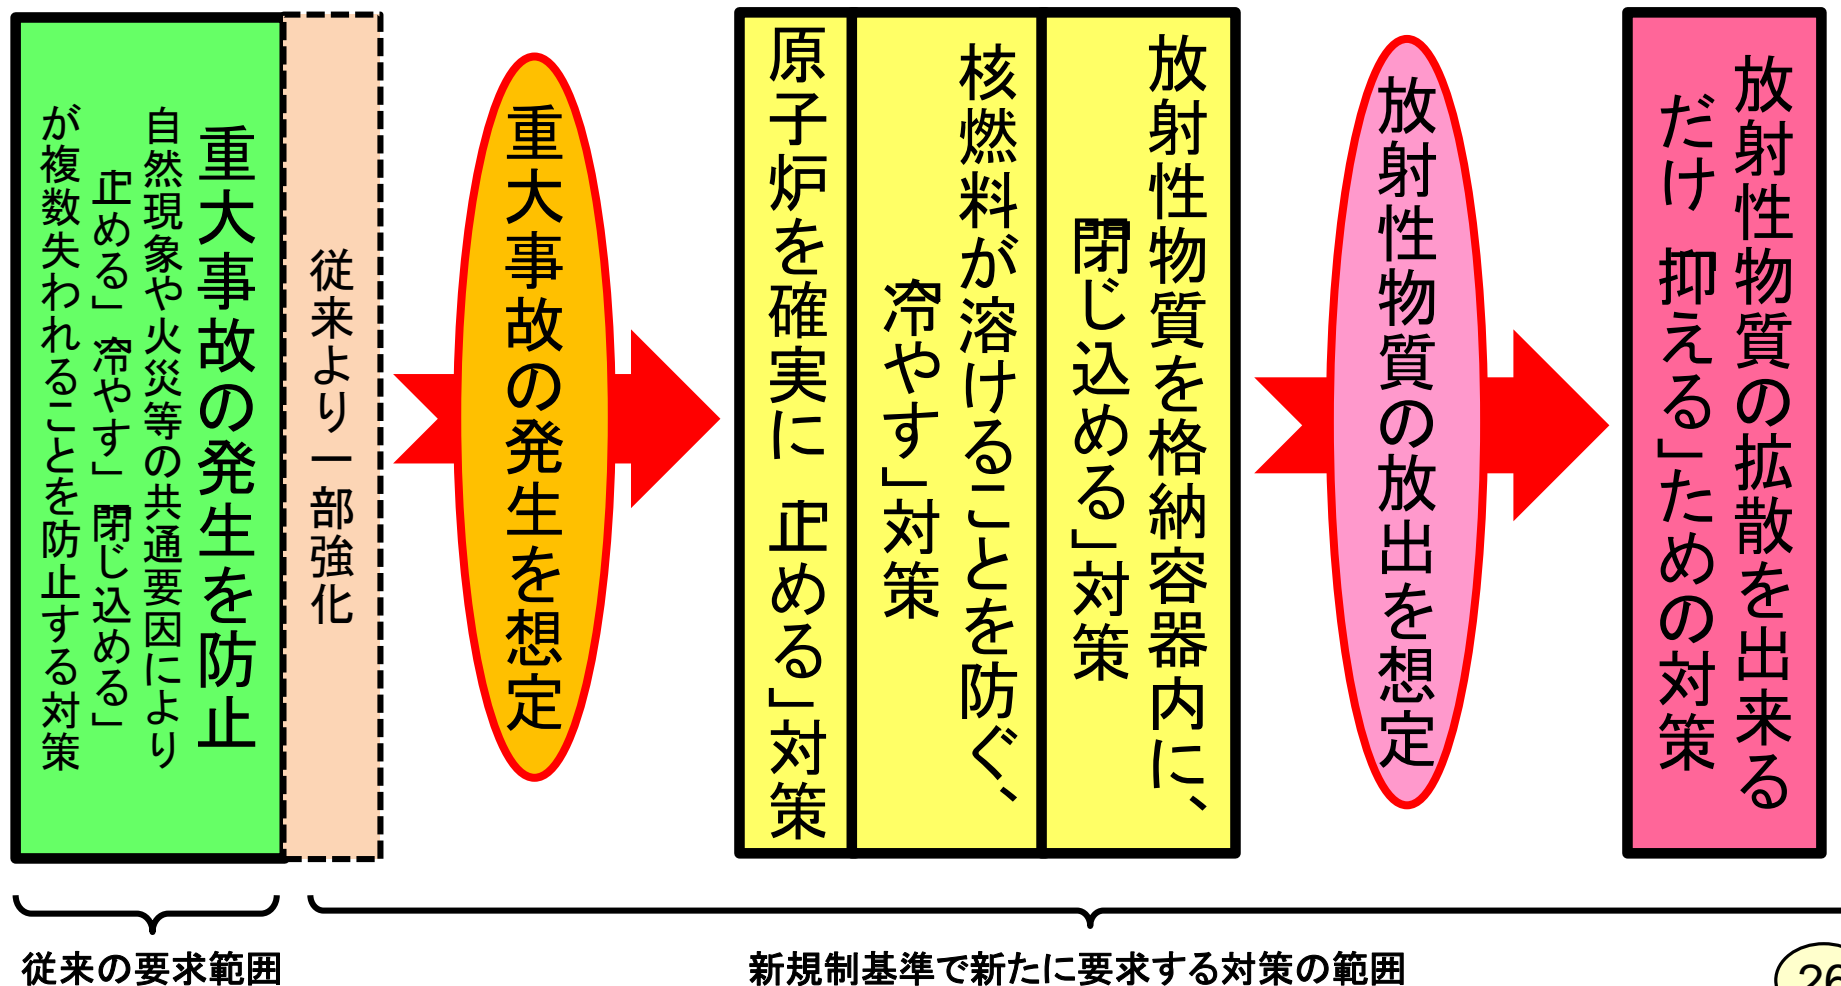 重大事故の発生を防止
自然現象や火災等の共通要因により
「止める」「冷やす」「閉じ込める」
が複数失われることを防止する対策
従来より一部強化
重大事故の発生を想定
原子炉を確実に「止める」対策
核燃料が溶けることを防ぐ、
「冷やす」対策
放射性物質を格納容器内に、
「閉じ込める」対策
放射性物質の放出を想定
放射性物質の拡散を出来る
だけ「抑える」ための対策
従来の要求範囲
新規制基準で新たに要求する対策の範囲
26